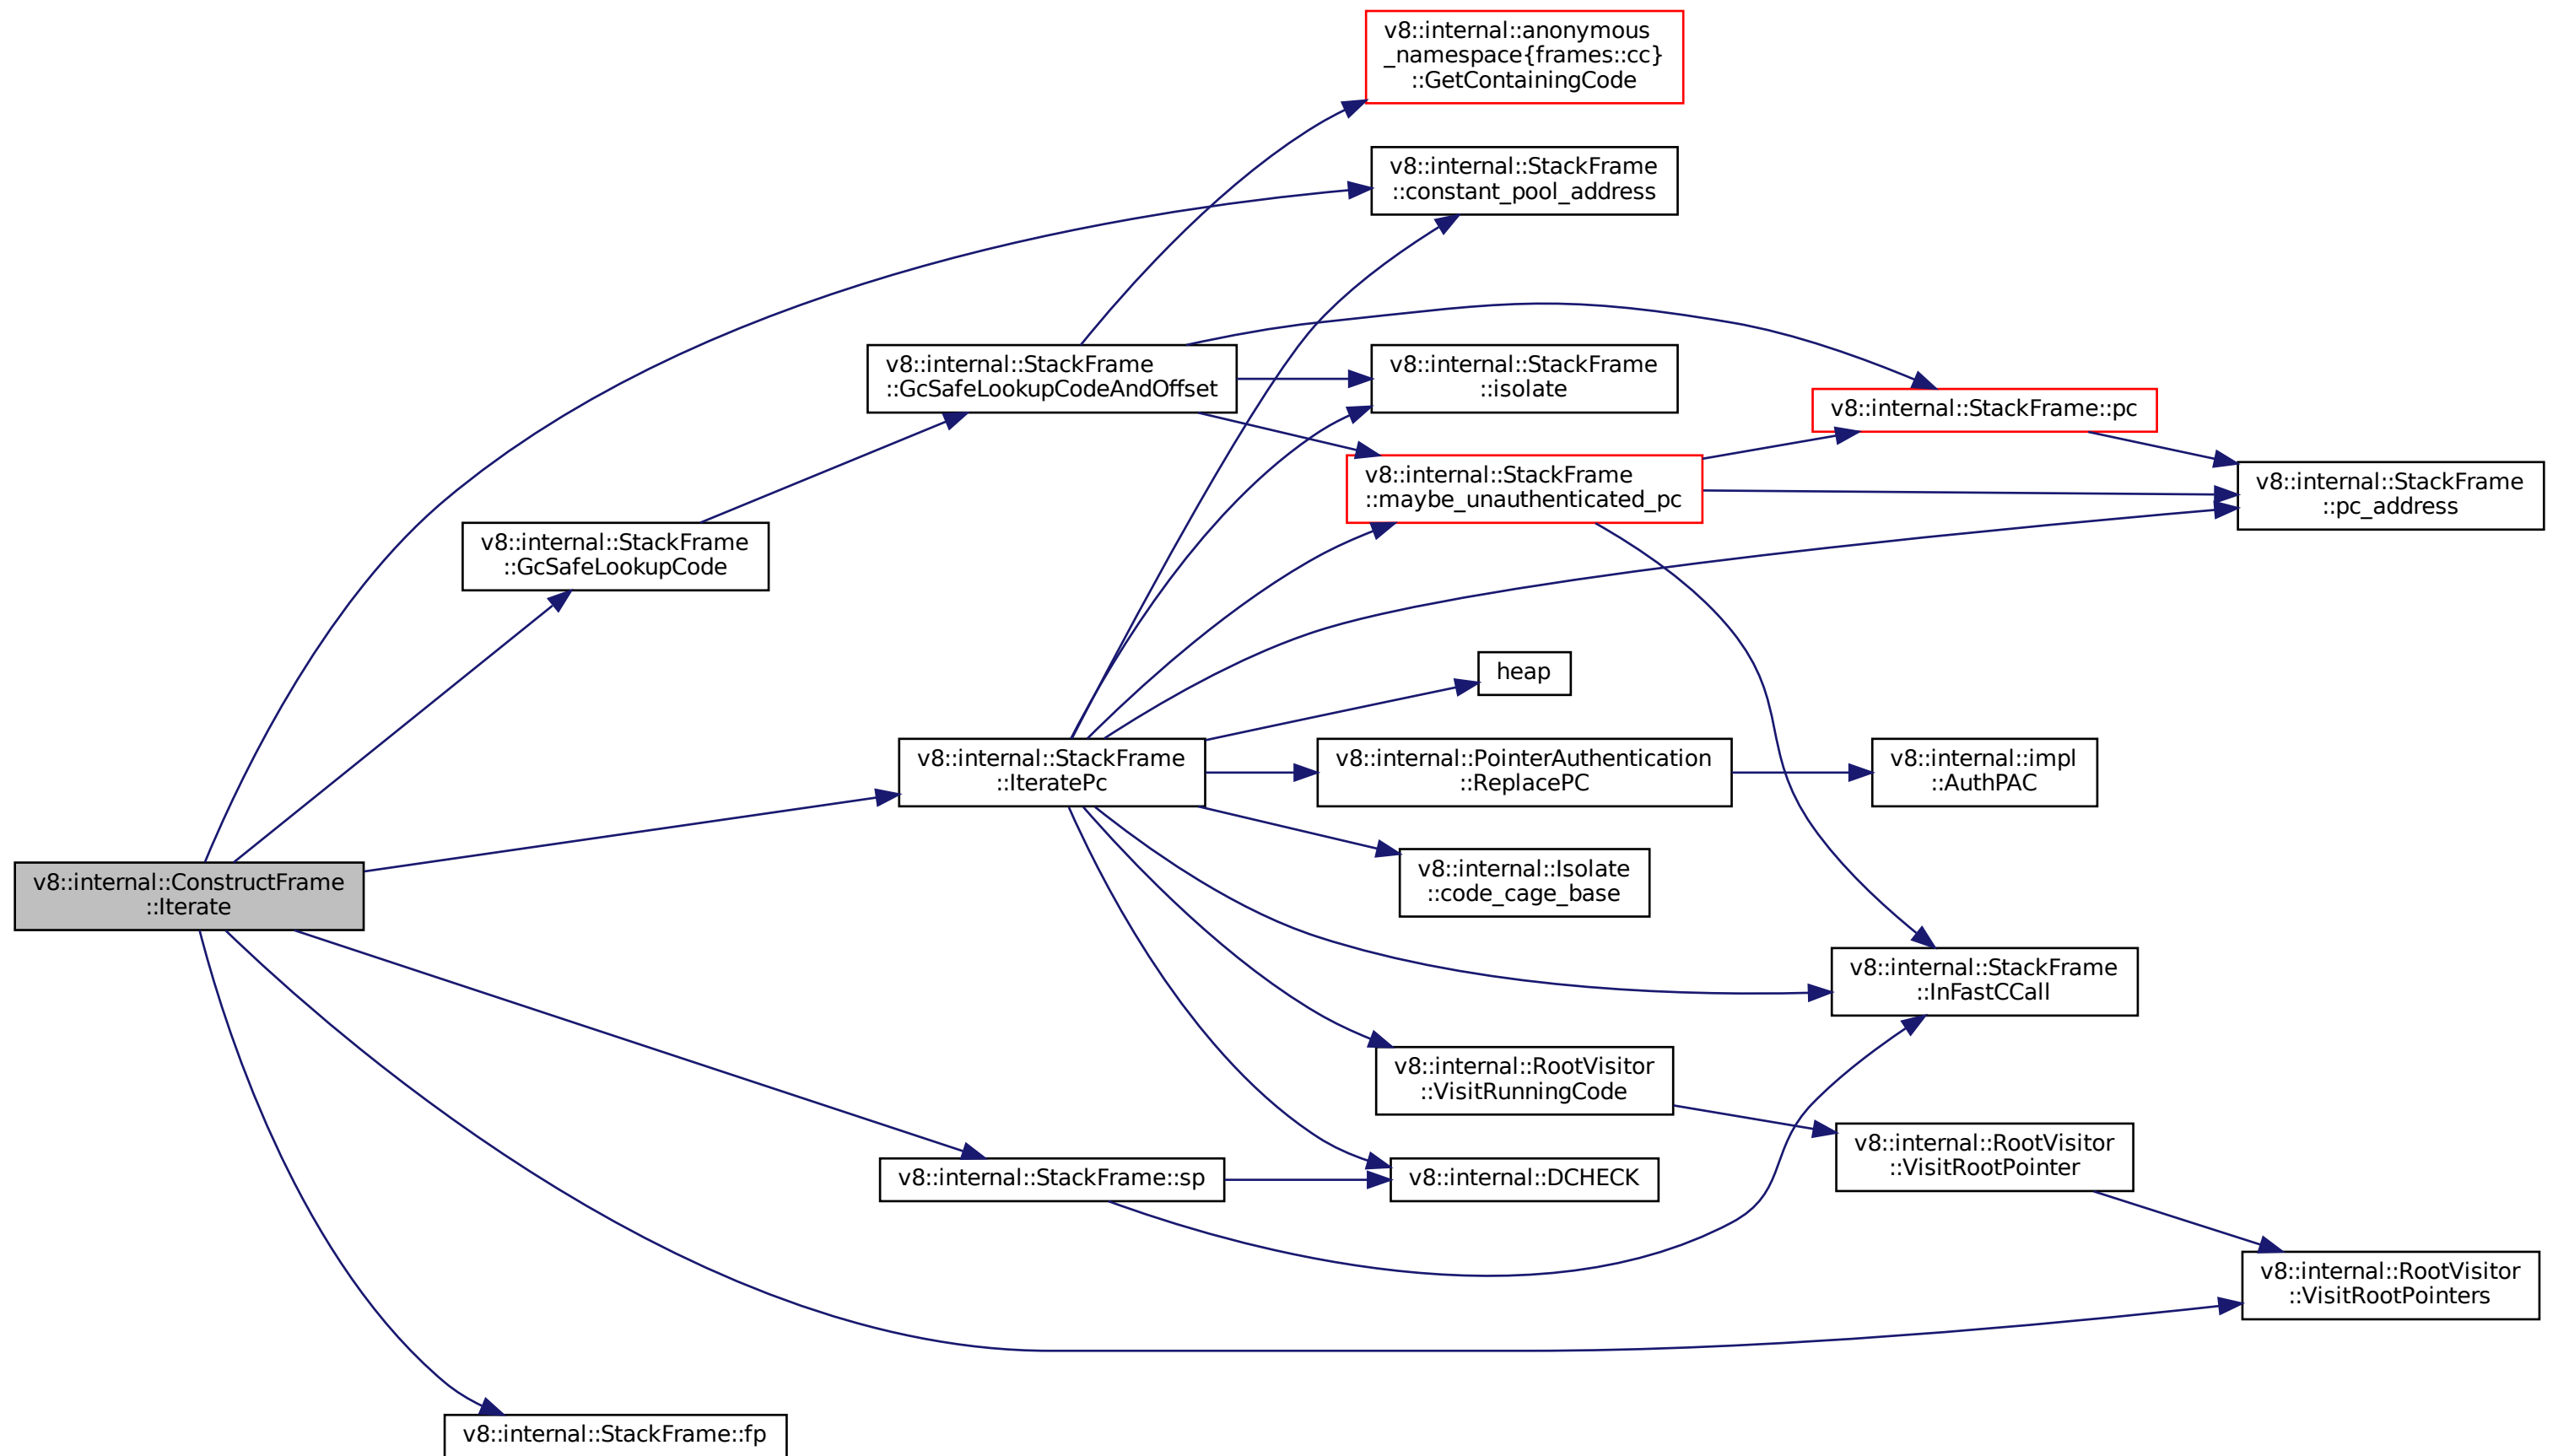 v8::internal::anonymous
_namespace{frames::cc}
::GetContainingCode
v8::internal::StackFrame
::constant_pool_address
v8::internal::StackFrame
::GcSafeLookupCodeAndOffset
v8::internal::StackFrame
::isolate
v8::internal::StackFrame::pc
v8::internal::StackFrame
::maybe_unauthenticated_pc
v8::internal::StackFrame
::pc_address
v8::internal::StackFrame
::GcSafeLookupCode
heap
v8::internal::StackFrame
::IteratePc
v8::internal::PointerAuthentication
::ReplacePC
v8::internal::impl
::AuthPAC
v8::internal::ConstructFrame
::Iterate
v8::internal::Isolate
::code_cage_base
v8::internal::StackFrame
::InFastCCall
v8::internal::RootVisitor
::VisitRunningCode
v8::internal::RootVisitor
::VisitRootPointer
v8::internal::StackFrame::sp
v8::internal::DCHECK
v8::internal::RootVisitor
::VisitRootPointers
v8::internal::StackFrame::fp